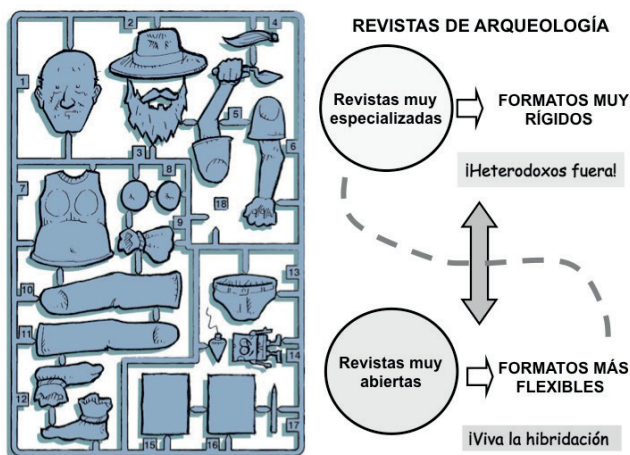 1
2
3
4
5
6
7
8
9
18
10
11
12
13
14
15
16
17
REVISTAS DE ARQUEOLOGÍA
Revistas muy
especializadas
FORMATOS MUY
RÍGIDOS
¡Heterodoxos fuera!
Revistas muy
abiertas
FORMATOS MÁS
FLEXIBLES
¡Viva la hibridación